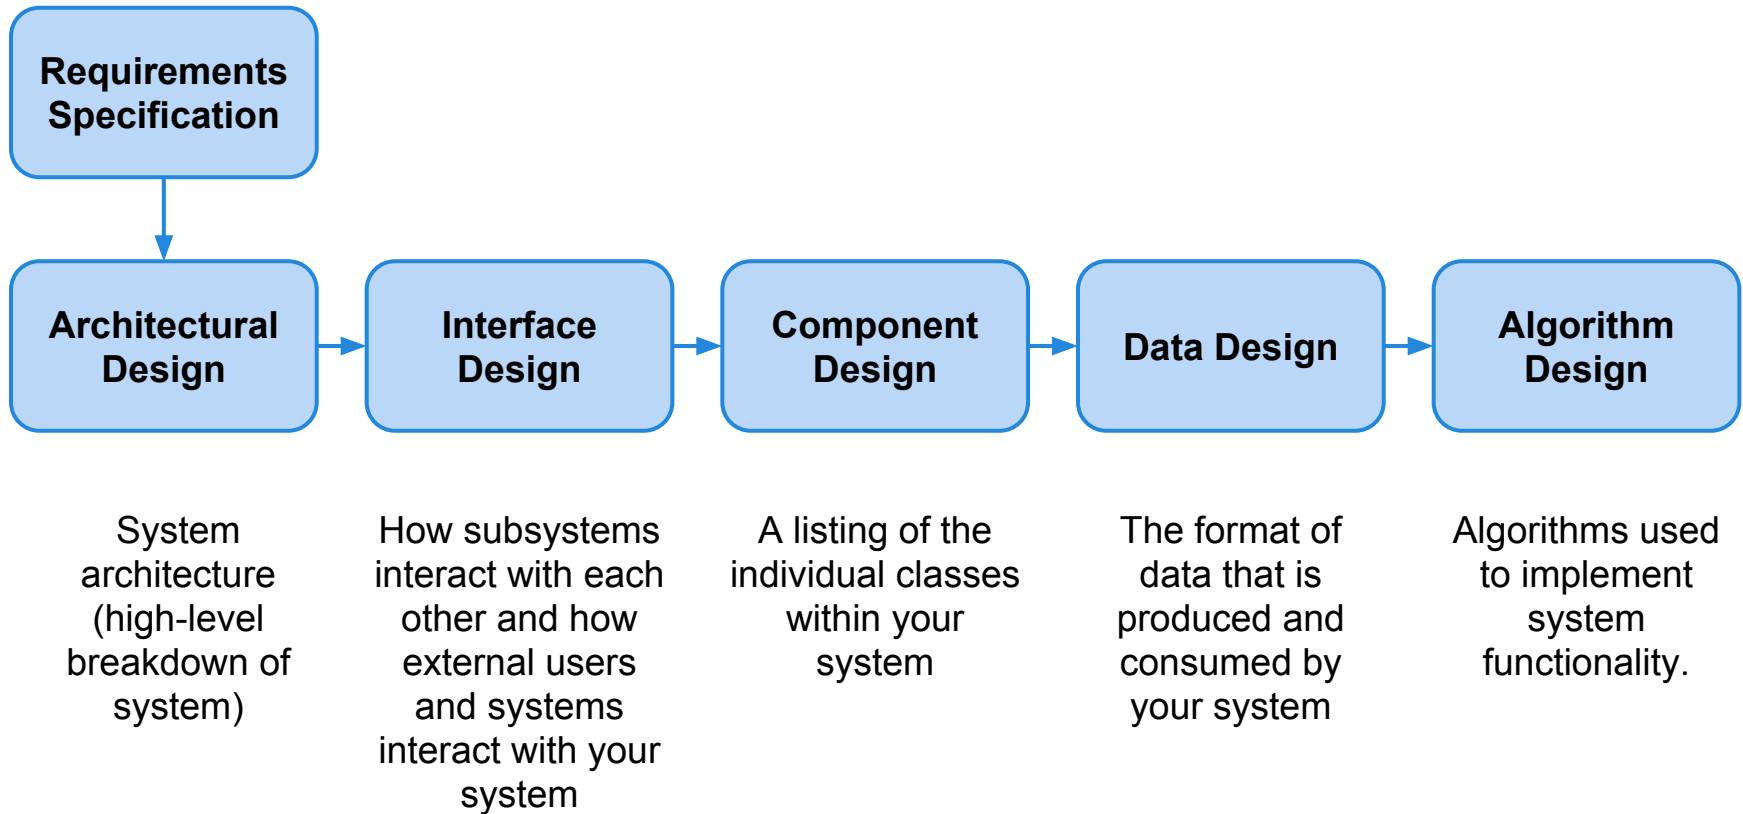 Requirements
Specification
Architectural
Design
Interface
Design
Component
Design
Data Design
Algorithm
Design
System
architecture
(high-level
breakdown of
system)
How subsystems
interact with each
other and how
external users
and systems
interact with your
system
A listing of the
individual classes
within your
system
The format of
data that is
produced and
consumed by
your system
Algorithms used
to implement
system
functionality.